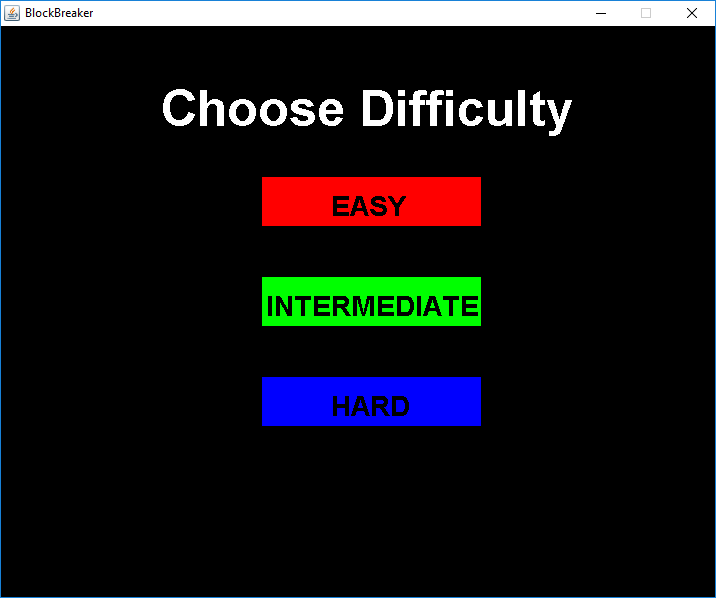 BlockBreaker
Choose Difficulty
EASY
INTERMEDIATE
HARD